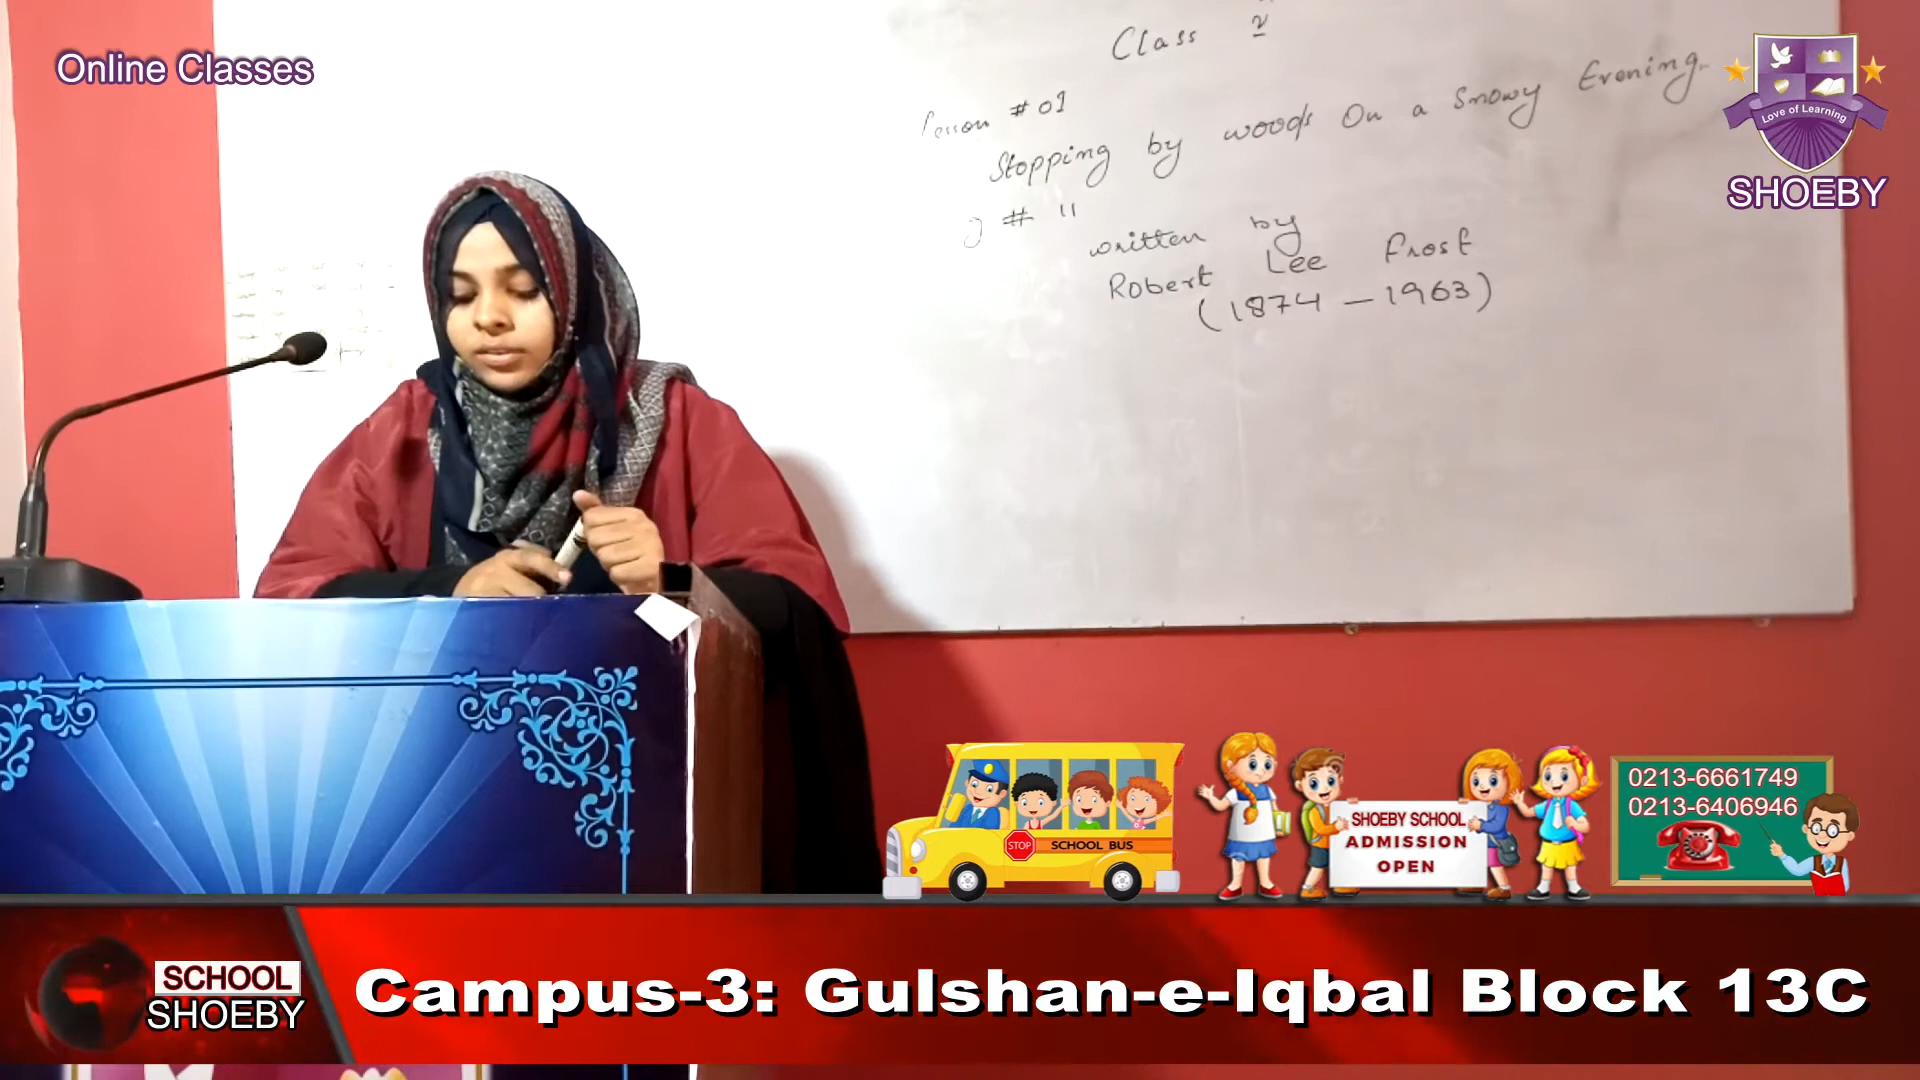 Online Classes
Class
Lesson # 01
Stopping by woods On a Snowy Evening
# 11
written by
Robert Lee Frost
(1874 – 1963)
Love of Learning
SHOEBY
STOP
SCHOOL BUS
SHOEBY SCHOOL
ADMISSION
OPEN
0213-6661749
0213-6406946
SCHOOL
SHOEBY
Campus-3: Gulshan-e-Iqbal Block 13C